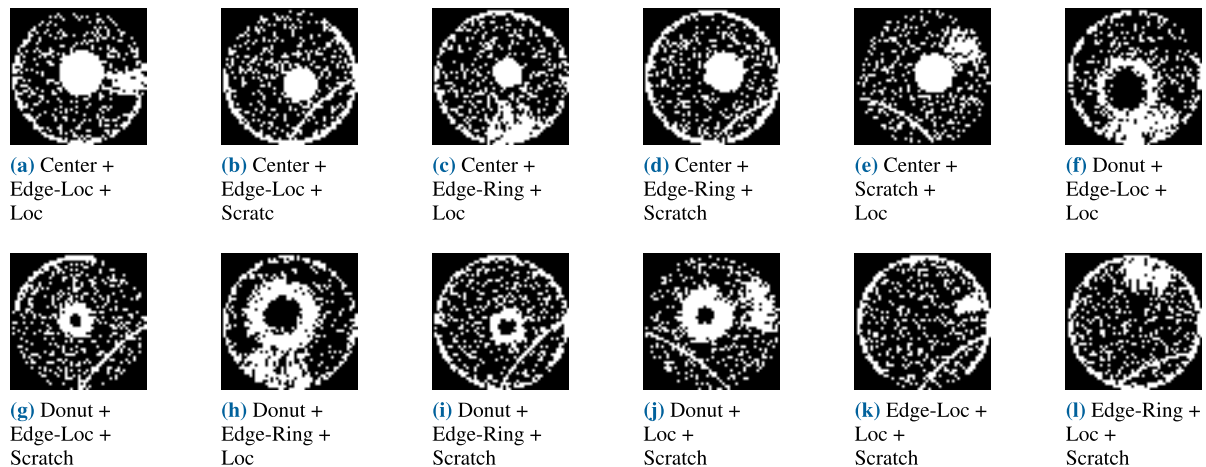 (a) Center +
Edge-Loc +
Loc
(b) Center +
Edge-Loc +
Scratc
(c) Center +
Edge-Ring +
Loc
(d) Center +
Edge-Ring +
Scratch
(e) Center +
Scratch +
Loc
(f) Donut +
Edge-Loc +
Loc
(g) Donut +
Edge-Loc +
Scratch
(h) Donut +
Edge-Ring +
Loc
(i) Donut +
Edge-Ring +
Scratch
(j) Donut +
Loc +
Scratch
(k) Edge-Loc +
Loc +
Scratch
(l) Edge-Ring +
Loc +
Scratch